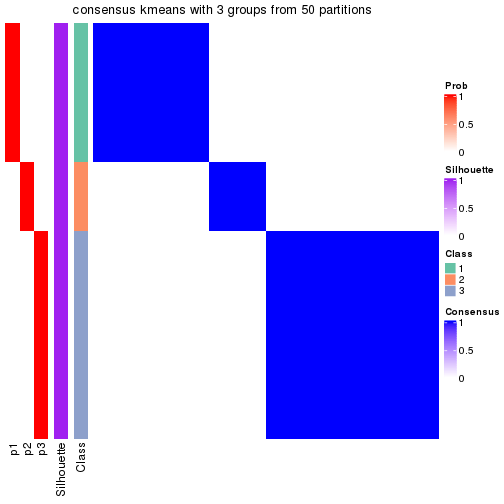 consensus kmeans with 3 groups from 50 partitions
Prob
1
0.5
0
Silhouette
1
0.5
0
Class
1
2
3
Consensus
1
0.5
0
p1
p2
p3
Silhouette
Class